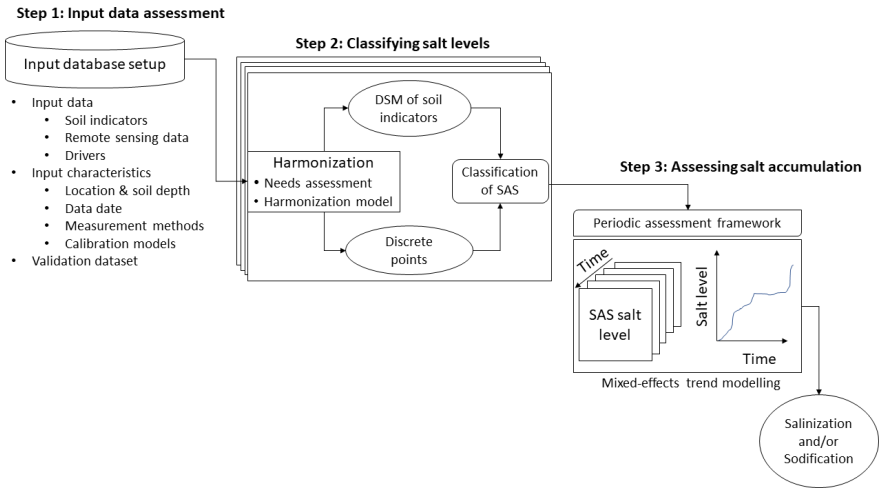 Step 1: Input data assessment
Input database setup
• Input data
• Soil indicators
• Remote sensing data
• Drivers
• Input characteristics
• Location & soil depth
• Data date
• Measurement methods
• Calibration models
• Validation dataset
Step 2: Classifying salt levels
DSM of soil
indicators
Harmonization
• Needs assessment
• Harmonization model
Classification
of SAS
Discrete
points
Step 3: Assessing salt accumulation
Periodic assessment framework
Time
SAS salt
level
Salt level
Time
Mixed-effects trend modelling
Salinization
and/or
Sodification